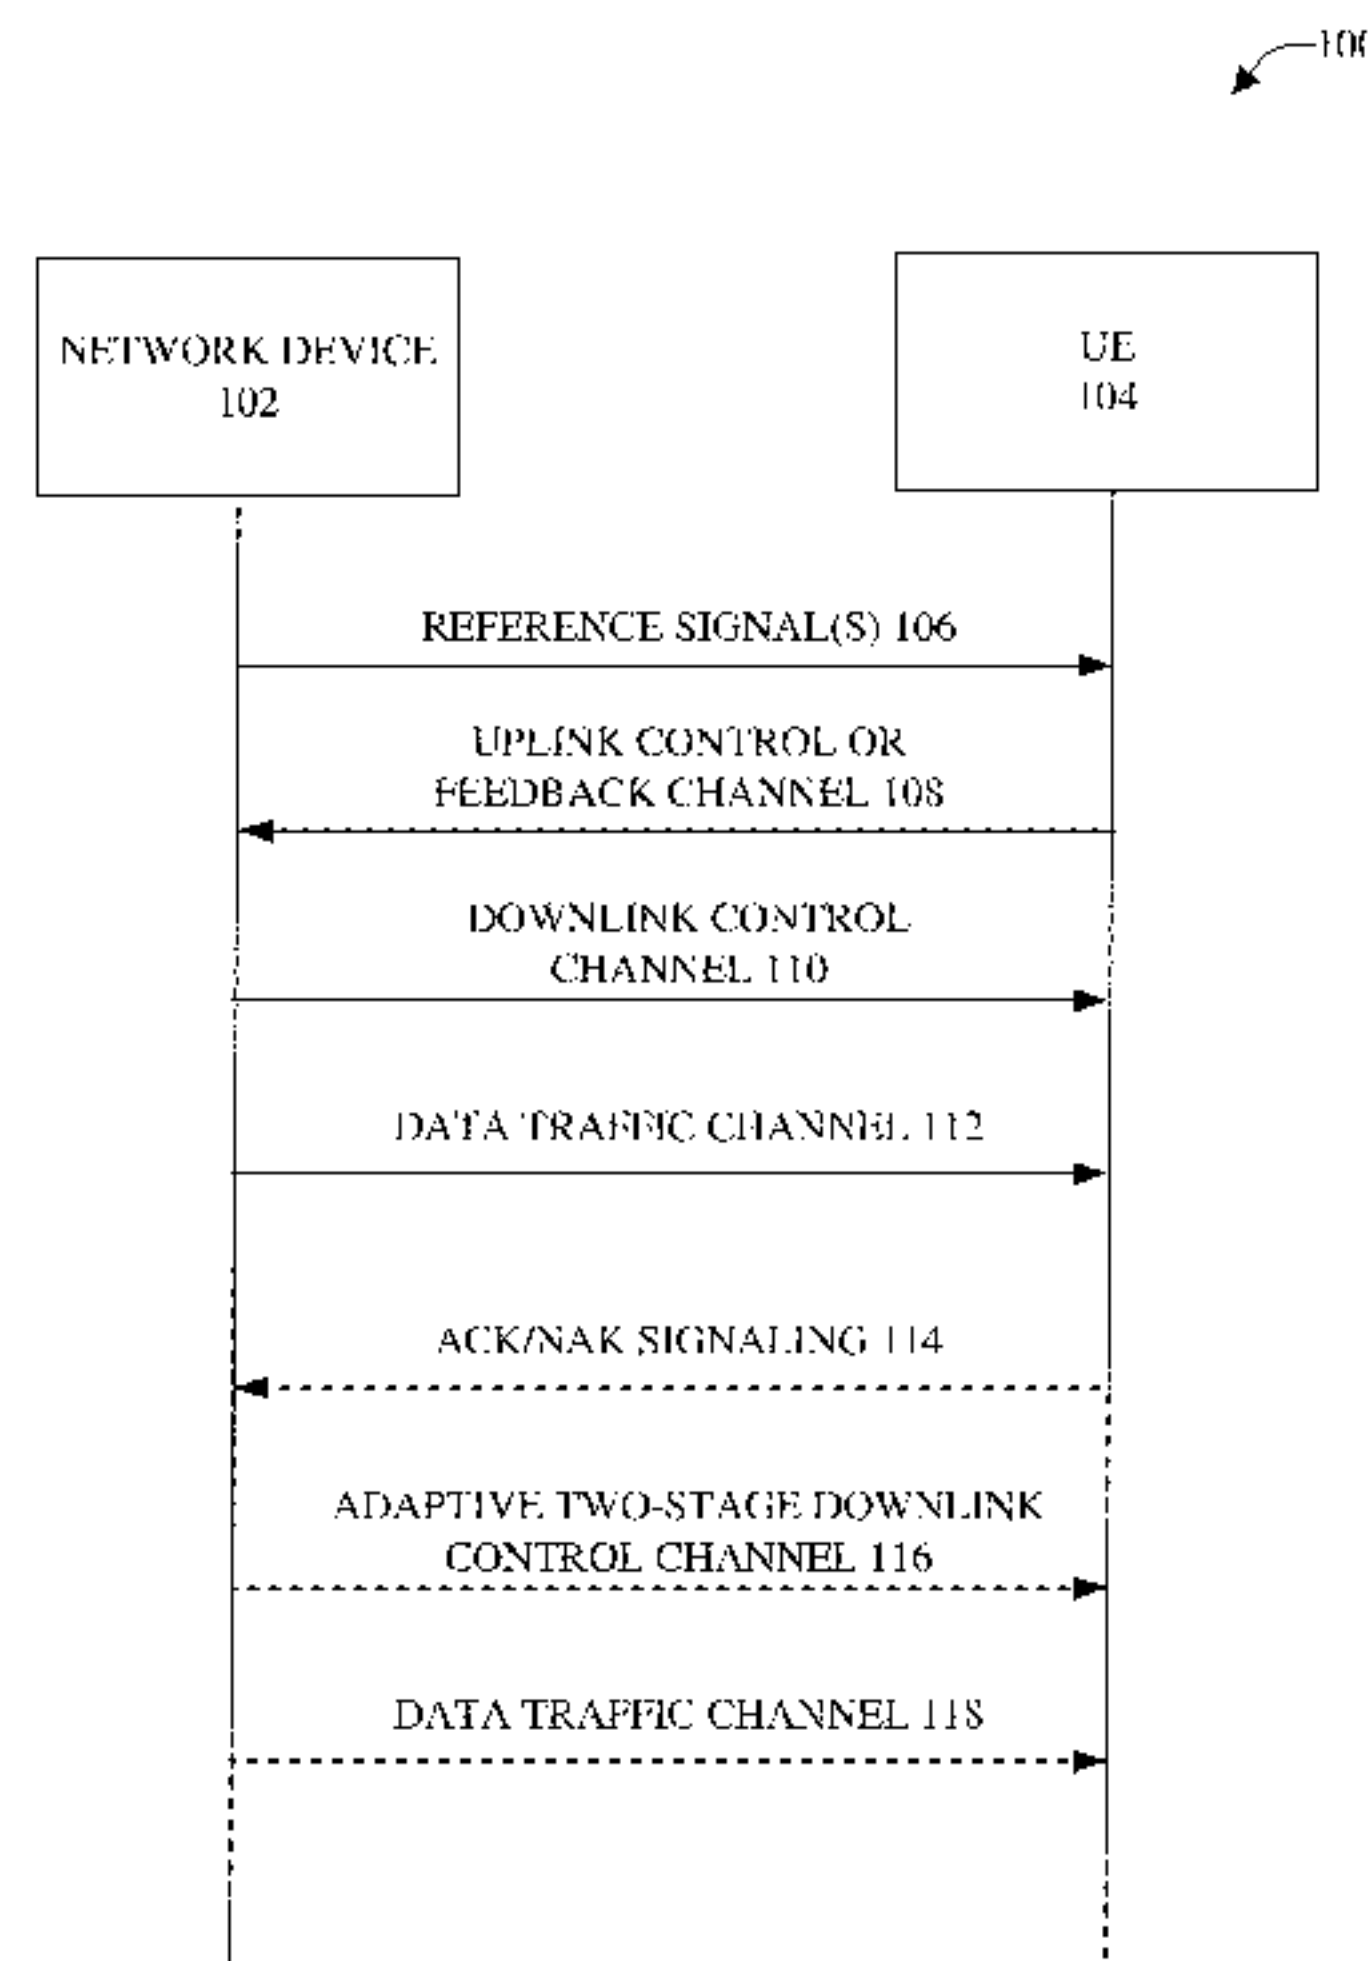 100
NETWORK DEVICE
102
UE
104
REFERENCE SIGNAL(S) 106
UPLINK CONTROL OR
FEEDBACK CHANNEL 108
DOWNLINK CONTROL
CHANNEL 110
DATA TRAFFIC CHANNEL 112
ACK/NAK SIGNALING 114
ADAPTIVE TWO-STAGE DOWNLINK
CONTROL CHANNEL 116
DATA TRAFFIC CHANNEL 118